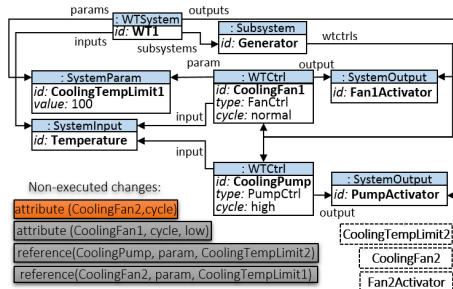 params
: WTSystem
outputs
id: WT1
inputs
subsystems
: Subsystem
id: Generator
wtctrls
param
output
: SystemParam
id: CoolingTempLimit1
value: 100
: WTCtrl
id: CoolingFan1
type: FanCtrl
cycle: normal
: SystemOutput
id: Fan1Activator
: SystemInput
id: Temperature
input
input
: WTCtrl
id: CoolingPump
type: PumpCtrl
cycle: high
: SystemOutput
id: PumpActivator
output
Non-executed changes:
attribute (CoolingFan2,cycle)
attribute (CoolingFan1, cycle, low)
reference(CoolingPump, param, CoolingTempLimit2)
reference(CoolingFan2, param, CoolingTempLimit1)
CoolingTempLimit2
CoolingFan2
Fan2Activator